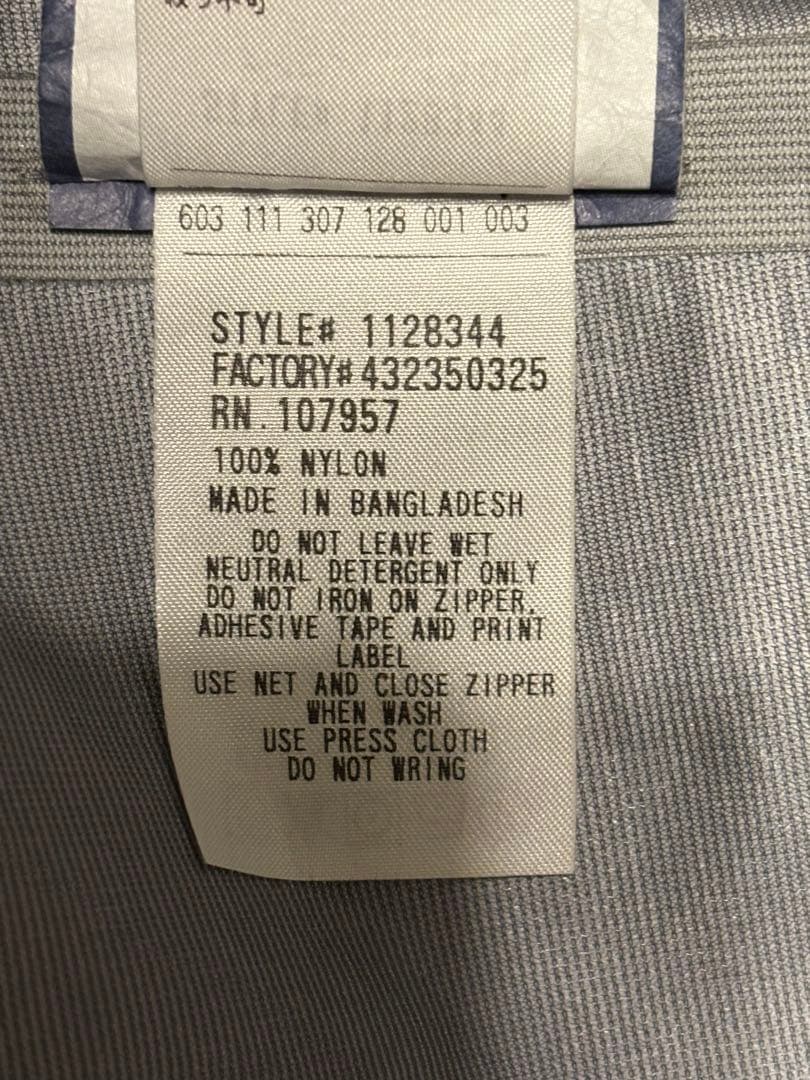 603 111 307 128 001 003
STYLE# 1128344
FACTORY#432350325
RN.107957
100% NYLON
MADE IN BANGLADESH
DO NOT LEAVE WET
NEUTRAL DETERGENT ONLY
DO NOT IRON ON ZIPPER,
ADHESIVE TAPE AND PRINT
LABEL
USE NET AND CLOSE ZIPPER
WHEN WASH
USE PRESS CLOTH
DO NOT WRING